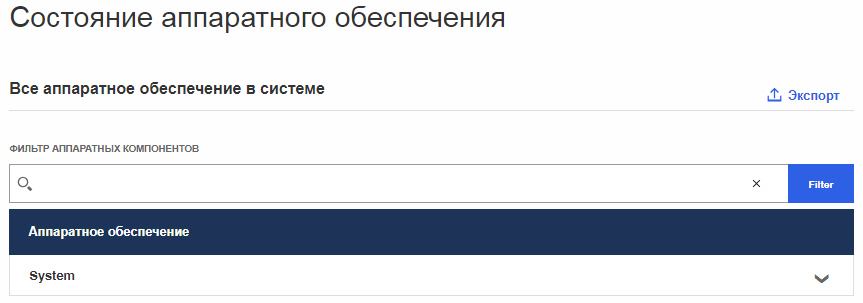 Состояние аппаратного обеспечения
Все аппаратное обеспечение в системе
Экспорт
ФИЛЬТР АППАРАТНЫХ КОМПОНЕНТОВ
Filter
Аппаратное обеспечение
System